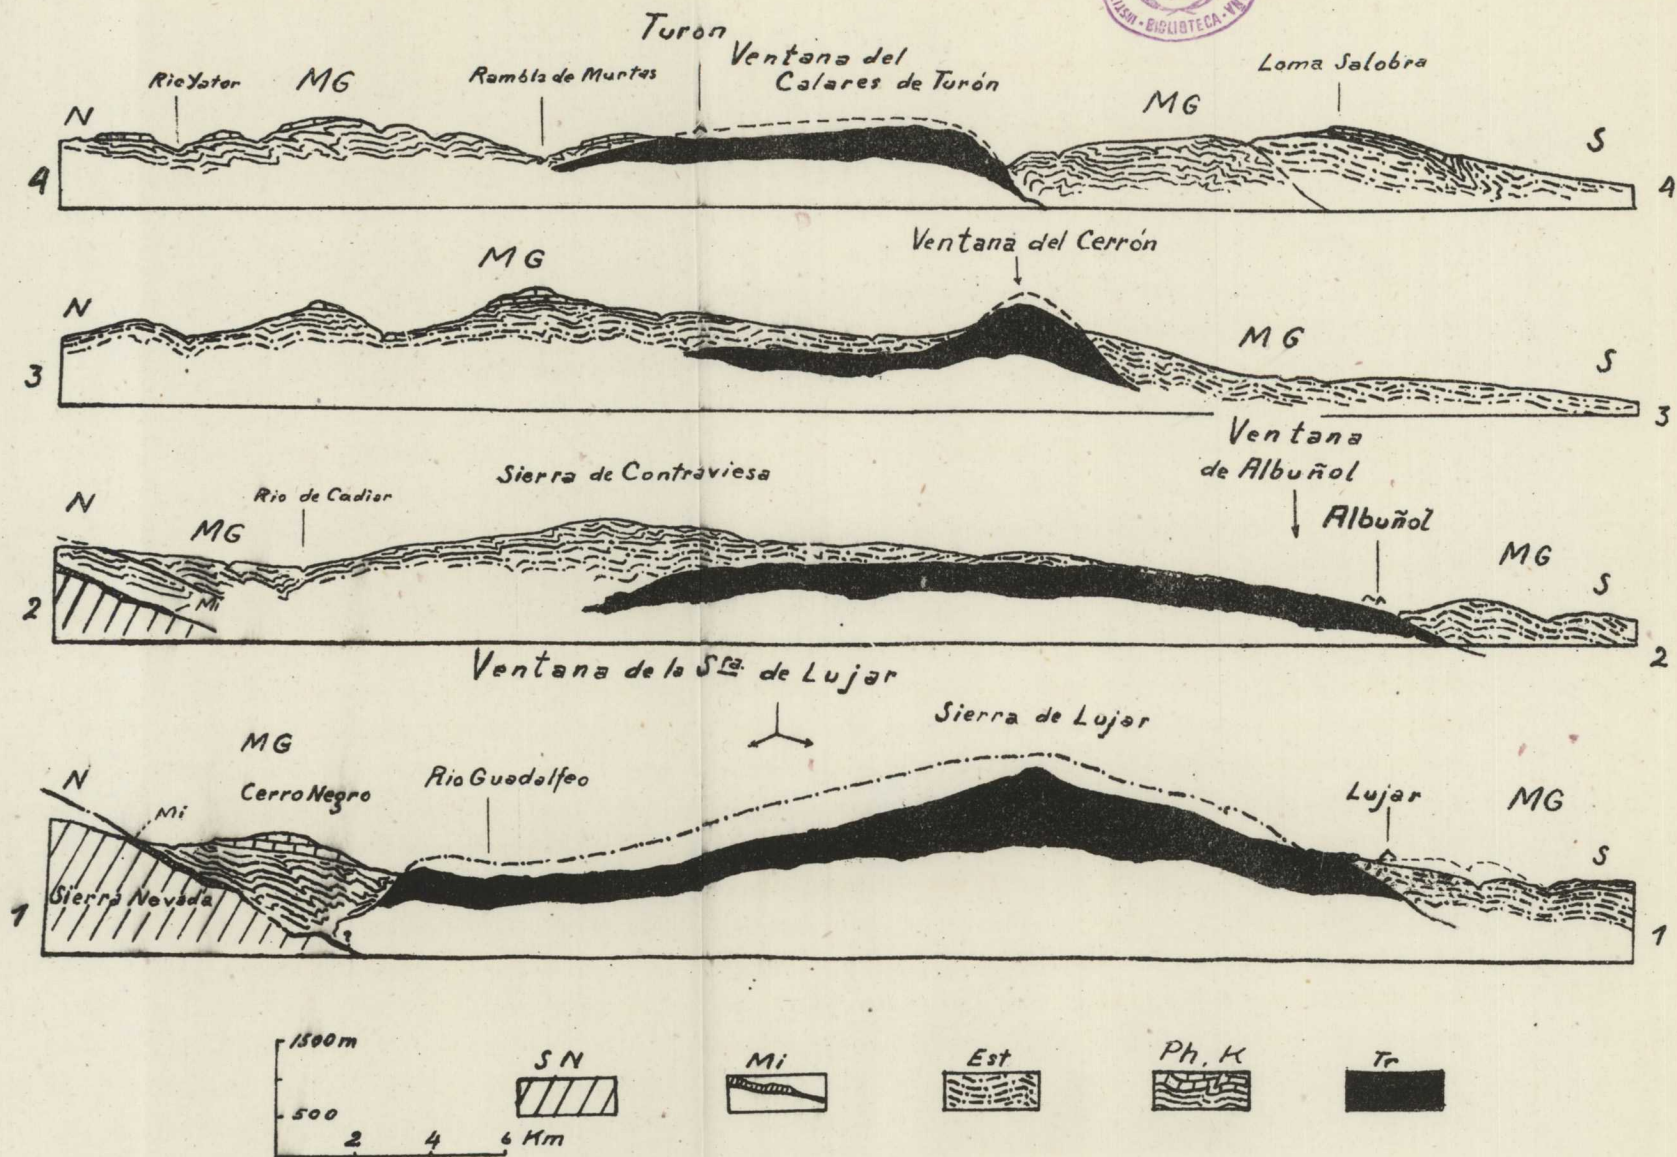 BIBLIOTECA
Turon
Ventana del
Calares de Turón
Rio Yator
MG
Rambla de Murtas
Loma Salobra
MG
N
S
4
4
Ventana del Cerrón
MG
N
MG
S
3
3
Ventana
de Albuñol
Sierra de Contraviesa
Rio de Cadiar
N
MG
Albuñol
MG
S
Mi
2
2
Ventana de la Sra. de Lujar
Sierra de Lujar
MG
N
Cerro Negro
Rio Guadalfeo
Lujar
MG
Mi
S
Sierra Nevada
?
1
1
1500m
500
2 4 6 Km
SN
Mi
Est
Ph, K
Tr